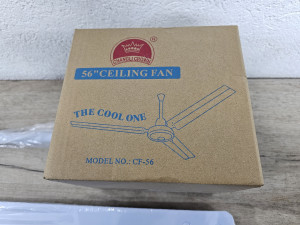 ®
56" CEILING FAN
THE COOL ONE
MODEL NO.: CF-56